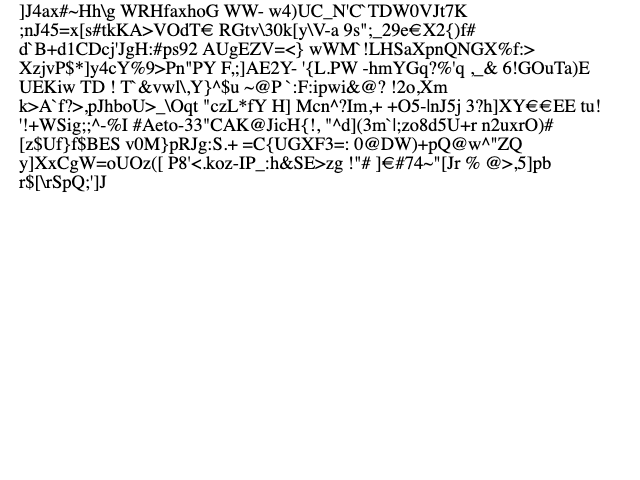 ]J4ax#~Hh\g WRHfaxhoG WW- w4)UC_N'C`TDW0VJt7K
;nJ45=x[s#tkKA>VOdT€ RGtv\30k[y\V-a 9s";_29e€X2{)f#
d`B+d1CDcj'JgH:#ps92 AUgEZV=<} wWM`!LHSaXpnQNGX%f:>
XzjvP$*]y4cY%9>Pn"PY F,;]AE2Y- '{L.PW -hmYGq?%'q ,_& 6!GOuTa)E
UEKiw TD ! T`&vwl\,Y}^$u ~@P`:F:ipwi&@? !2o,Xm
k>A`f?>,pJhboU>_\Oqt "czL*fY H] Mcn^?Im,+ +O5-|nJ5j 3?h]XY€€EE tu!
'!+WSig;;^-%I #Aeto-33"CAK@JicH{!, "^d](3m`l;zo8d5U+r n2uxrO)#
[z$Uf}f$BES v0M}pRJg:S.+ =C{UGXF3=: 0@DW)+pQ@w^"ZQ
y]XxCgW=oUOz([ P8'<.koz-IP_:h&SE>zg !"# ]€#74~"[Jr % @>,5]pb
r$[\rSpQ;']J